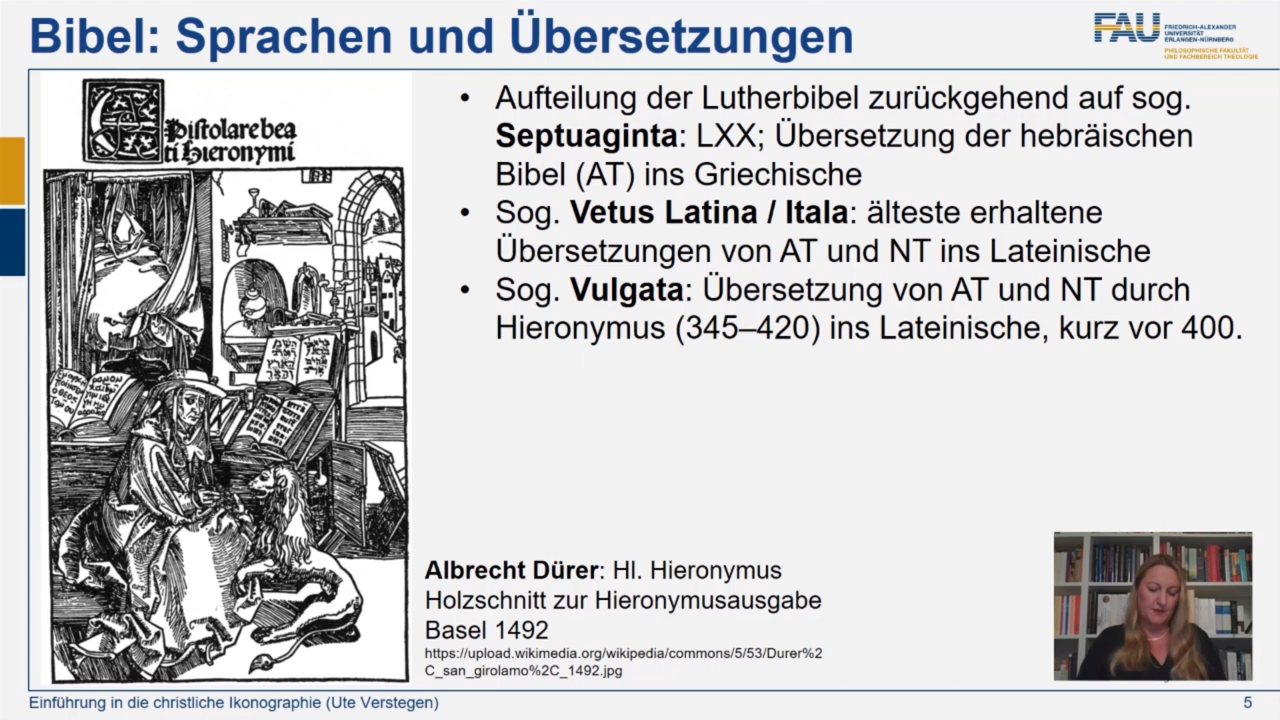 Bibel: Sprachen und Übersetzungen
FAU
FRIEDRICH-ALEXANDER
UNIVERSITÄT
ERLANGEN-NÜRNBERG
PHILOSOPHISCHE FAKULTÄT
UND FACHBEREICH THEOLOGIE
Epistolare bea
ti Hieronymi
• Aufteilung der Lutherbibel zurückgehend auf sog.
Septuaginta: LXX; Übersetzung der hebräischen
Bibel (AT) ins Griechische
• Sog. Vetus Latina / Itala: älteste erhaltene
Übersetzungen von AT und NT ins Lateinische
• Sog. Vulgata: Übersetzung von AT und NT durch
Hieronymus (345–420) ins Lateinische, kurz vor 400.
Albrecht Dürer: Hl. Hieronymus
Holzschnitt zur Hieronymusausgabe
Basel 1492
https://upload.wikimedia.org/wikipedia/commons/5/53/Durer%2
C_san_girolamo%2C_1492.jpg
Einführung in die christliche Ikonographie (Ute Verstegen)
5